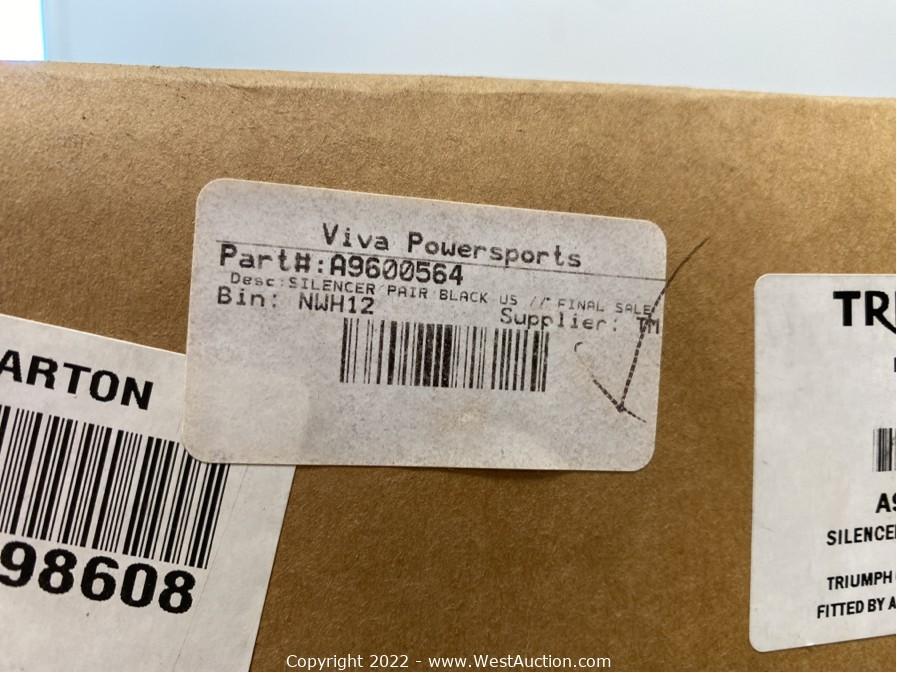 Viva Powersports
Part#:A9600564
Desc:SILENCER PAIR BLACK US // FINAL SALE
Bin: NWH12
Supplier: TM
ARTON
98608
TR
AS
SILENCE
TRIUMPH
FITTED BY A
Copyright 2022 - www.WestAuction.com